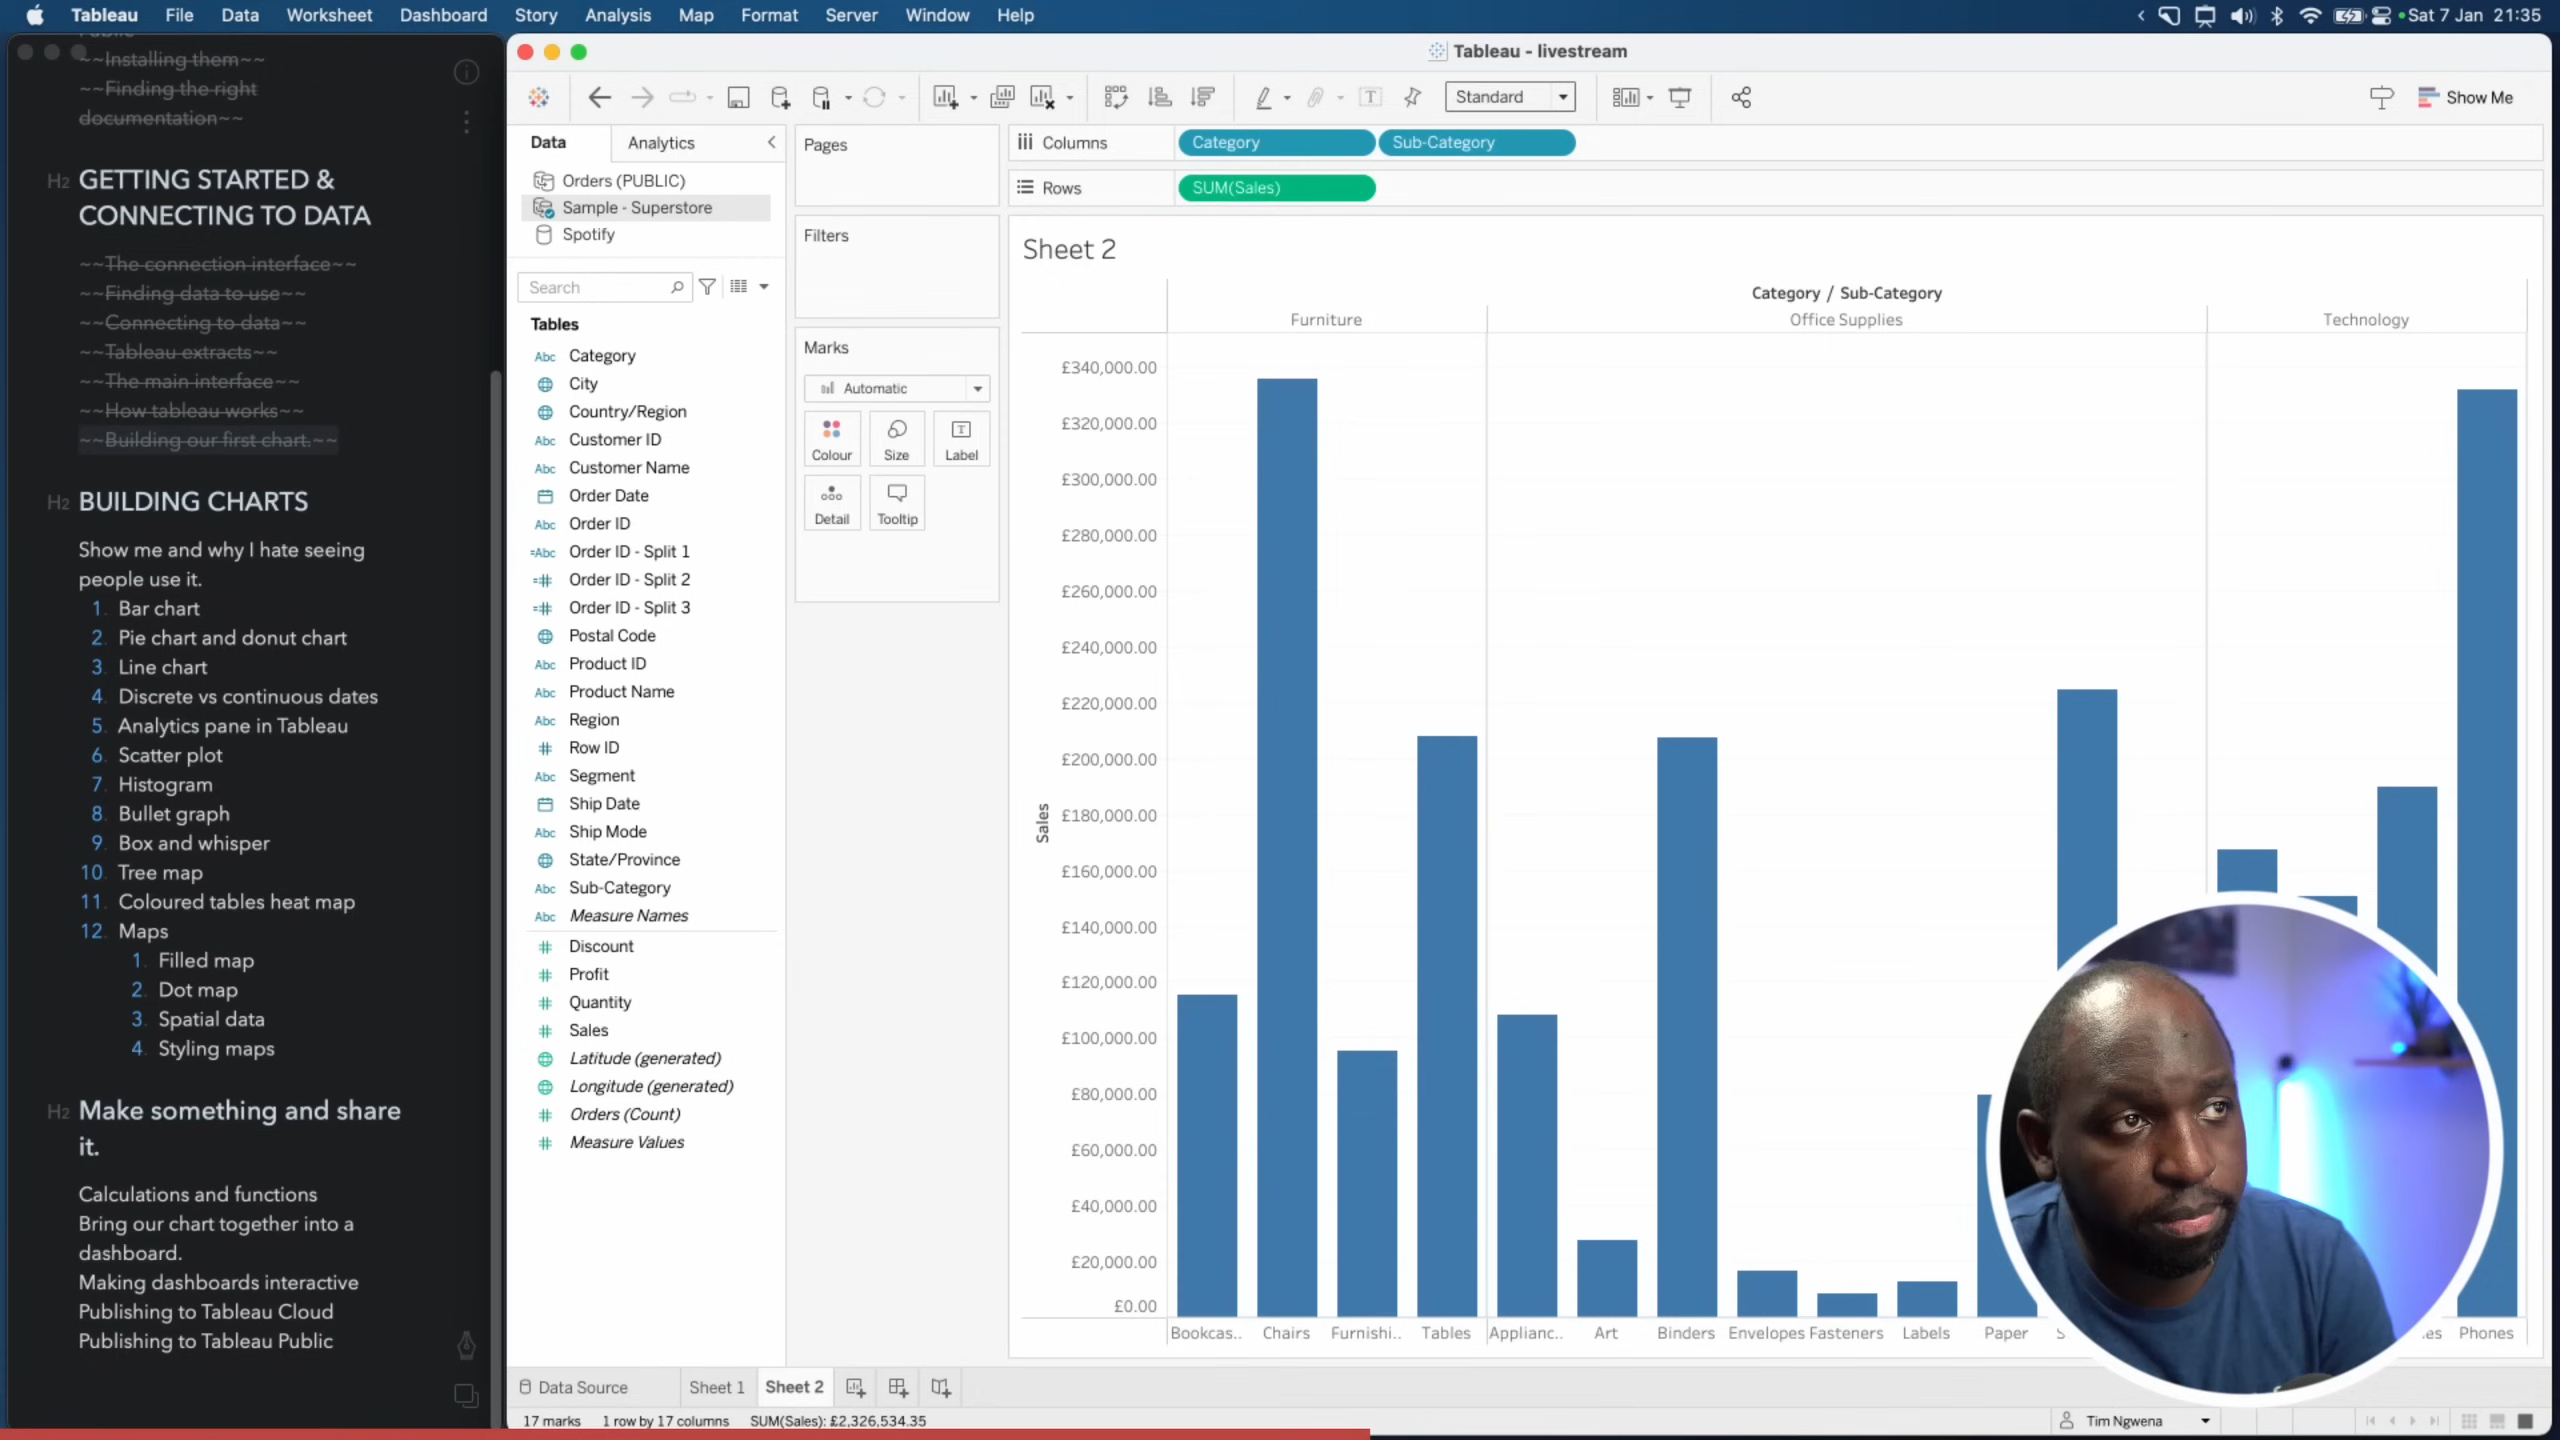 Tableau File Data Worksheet Dashboard Story Analysis Map Format Server Window Help
Sat 7 Jan 21:35
~~Installing them~~
~~Finding the right
documentation~~
H2 GETTING STARTED &
CONNECTING TO DATA
~~The connection interface~~
~~Finding data to use~~
~~Connecting to data~~
~~Tableau extracts~~
~~The main interface~~
~~How tableau works~~
~~Building our first chart.~~
H2 BUILDING CHARTS
Show me and why I hate seeing
people use it.
1. Bar chart
2. Pie chart and donut chart
3. Line chart
4. Discrete vs continuous dates
5. Analytics pane in Tableau
6. Scatter plot
7. Histogram
8. Bullet graph
9. Box and whisper
10. Tree map
11. Coloured tables heat map
12. Maps
1. Filled map
2. Dot map
3. Spatial data
4. Styling maps
H2 Make something and share
it.
Calculations and functions
Bring our chart together into a
dashboard.
Making dashboards interactive
Publishing to Tableau Cloud
Publishing to Tableau Public
Tableau - livestream
Standard
Show Me
Data Analytics
Orders (PUBLIC)
Sample - Superstore
Spotify
Search
Tables
Abc Category
City
Country/Region
Abc Customer ID
Abc Customer Name
Order Date
Abc Order ID
=Abc Order ID - Split 1
=# Order ID - Split 2
=# Order ID - Split 3
Postal Code
Abc Product ID
Abc Product Name
Abc Region
# Row ID
Abc Segment
Ship Date
Abc Ship Mode
State/Province
Abc Sub-Category
Abc Measure Names
# Discount
# Profit
# Quantity
# Sales
Latitude (generated)
Longitude (generated)
# Orders (Count)
# Measure Values
Pages
Filters
Marks
Automatic
Colour Size Label
Detail Tooltip
Columns Category Sub-Category
Rows SUM(Sales)
Sheet 2
Category / Sub-Category
Furniture Office Supplies Technology
£340,000.00
£320,000.00
£300,000.00
£280,000.00
£260,000.00
£240,000.00
£220,000.00
£200,000.00
£180,000.00
£160,000.00
£140,000.00
£120,000.00
£100,000.00
£80,000.00
£60,000.00
£40,000.00
£20,000.00
£0.00
Sales
Bookcas.. Chairs Furnishi.. Tables Applianc.. Art Binders Envelopes Fasteners Labels Paper Phones
Data Source Sheet 1 Sheet 2
17 marks 1 row by 17 columns SUM(Sales): £2,326,534.35
Tim Ngwena